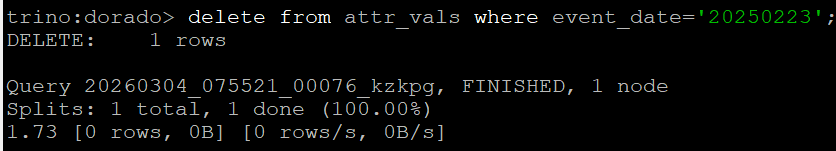 trino:dorado> delete from attr_vals where event_date='20250223';
DELETE:    1 rows
Query 20260304_075521_00076_kzkpg, FINISHED, 1 node
Splits: 1 total, 1 done (100.00%)
1.73 [0 rows, 0B] [0 rows/s, 0B/s]